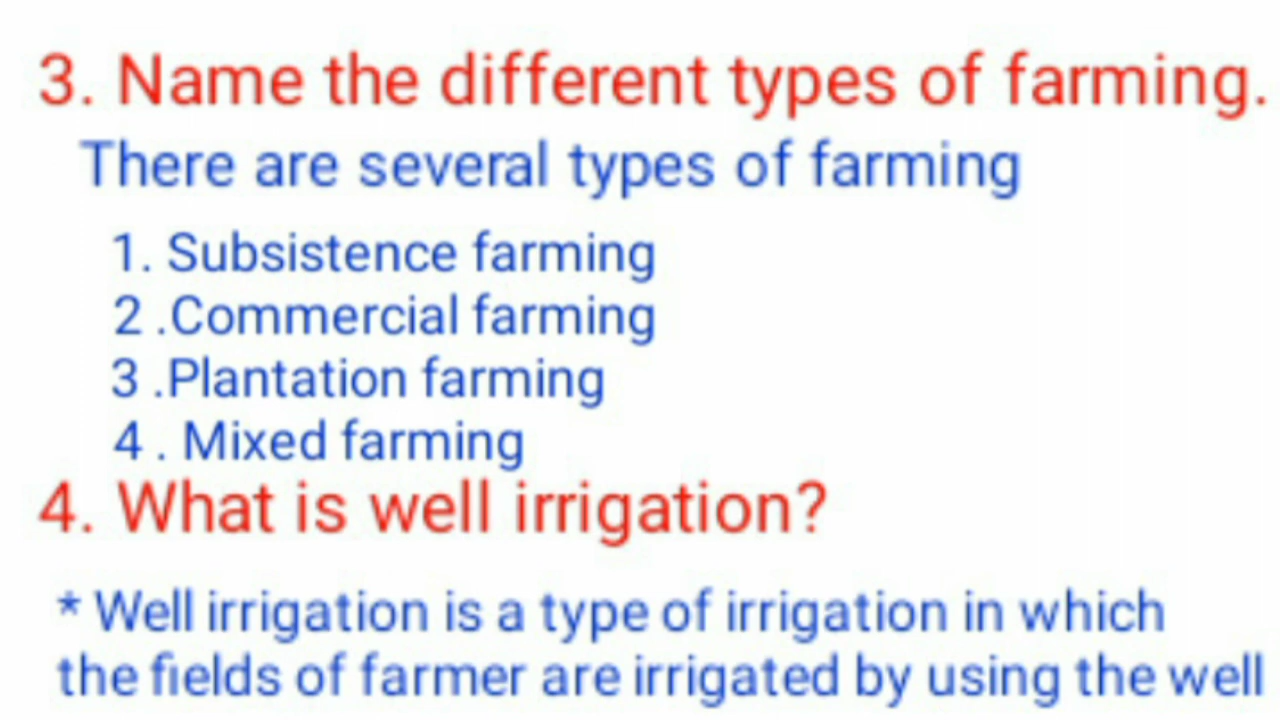 3. Name the different types of farming.
There are several types of farming
1. Subsistence farming
2 .Commercial farming
3 .Plantation farming
4 . Mixed farming
4. What is well irrigation?
* Well irrigation is a type of irrigation in which
the fields of farmer are irrigated by using the well